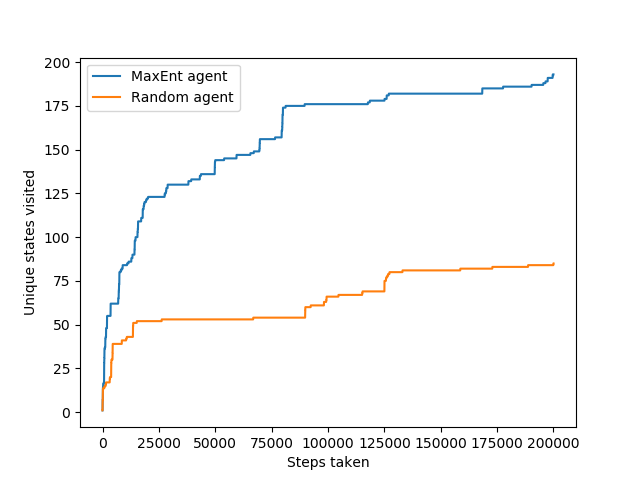 MaxEnt agent
Random agent
200
175
150
125
100
75
50
25
0
Unique states visited
0 25000 50000 75000 100000 125000 150000 175000 200000
Steps taken